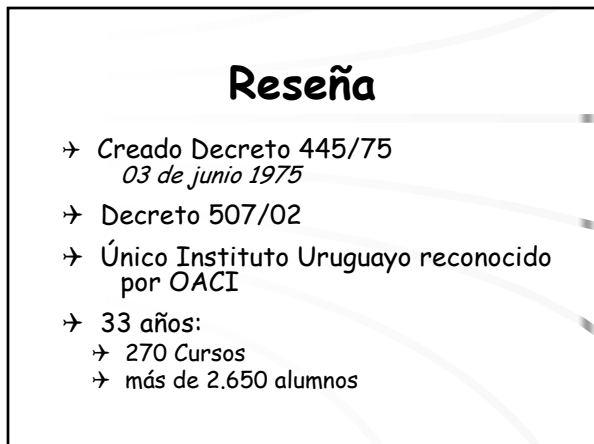 Reseña
Creado Decreto 445/75
03 de junio 1975
Decreto 507/02
Único Instituto Uruguayo reconocido
por OACI
33 años:
270 Cursos
más de 2.650 alumnos